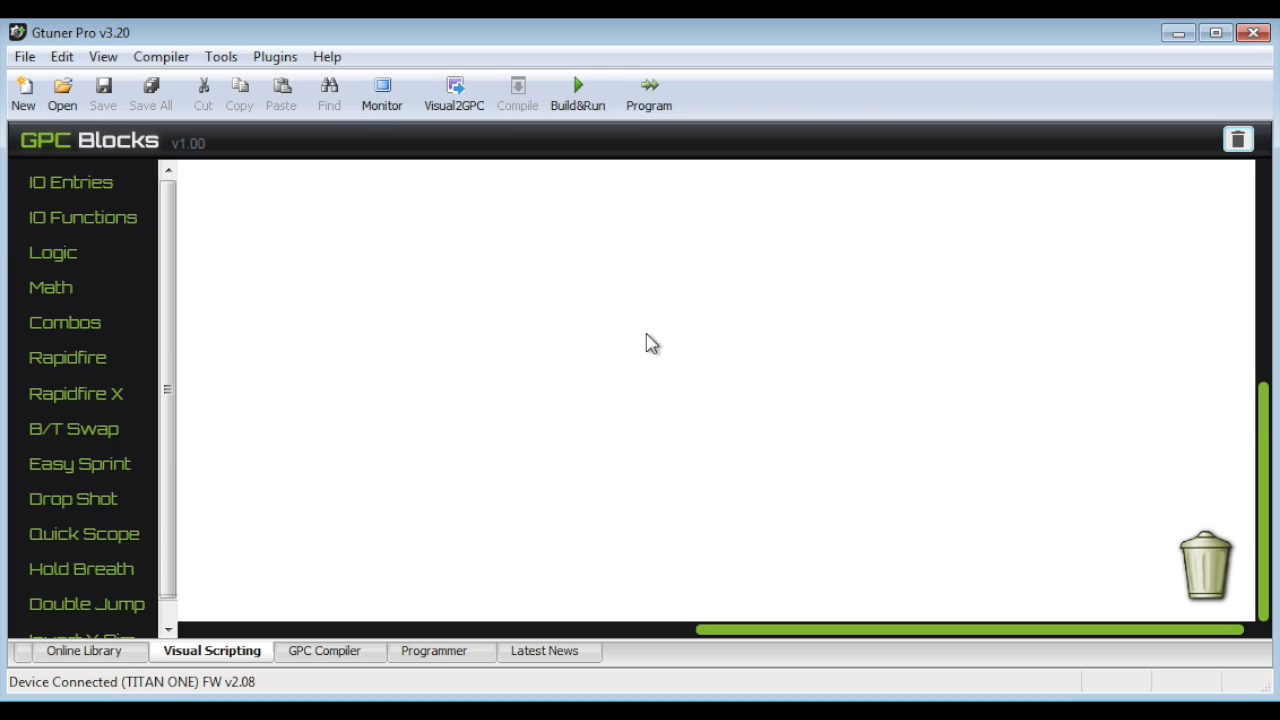 Gtuner Pro v3.20
File Edit View Compiler Tools Plugins Help
New Open Save Save All Cut Copy Paste Find Monitor Visual2GPC Compile Build&Run Program
GPC Blocks v1.00
IO Entries
IO Functions
Logic
Math
Combos
Rapidfire
Rapidfire X
B/T Swap
Easy Sprint
Drop Shot
Quick Scope
Hold Breath
Double Jump
Online Library Visual Scripting GPC Compiler Programmer Latest News
Device Connected (TITAN ONE) FW v2.08